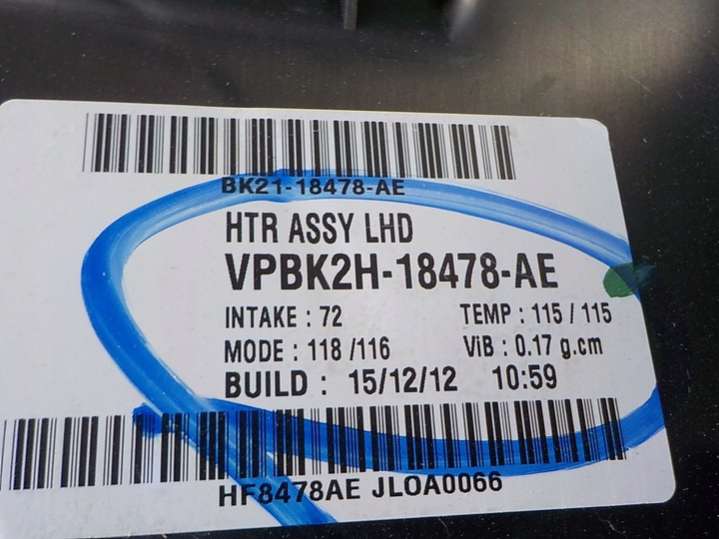 BK21-18478-AE
HTR ASSY LHD
VPBK2H-18478-AE
INTAKE : 72 TEMP : 115 / 115
MODE : 118 /116 ViB : 0.17 g.cm
BUILD : 15/12/12 10:59
HF8478AE JLOA0066